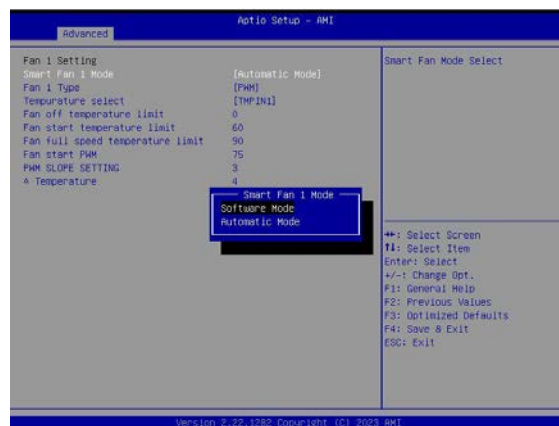 Aptio Setup - AMI
Advanced
Fan 1 Setting
Smart Fan 1 Mode [Automatic Mode]
Fan 1 Type [PWM]
Tempurature select [TMPIN1]
Fan off temperature limit 0
Fan start temperature limit 60
Fan full speed temperature limit 90
Fan start PWM 75
PWM SLOPE SETTING 3
^ Temperature 4
Smart Fan 1 Mode
Software Mode
Automatic Mode
Smart Fan Mode Select
→←: Select Screen
↑↓: Select Item
Enter: Select
+/-: Change Opt.
F1: General Help
F2: Previous Values
F3: Optimized Defaults
F4: Save & Exit
ESC: Exit
Version 2.22.1282 Copyright (C) 2023 AMI